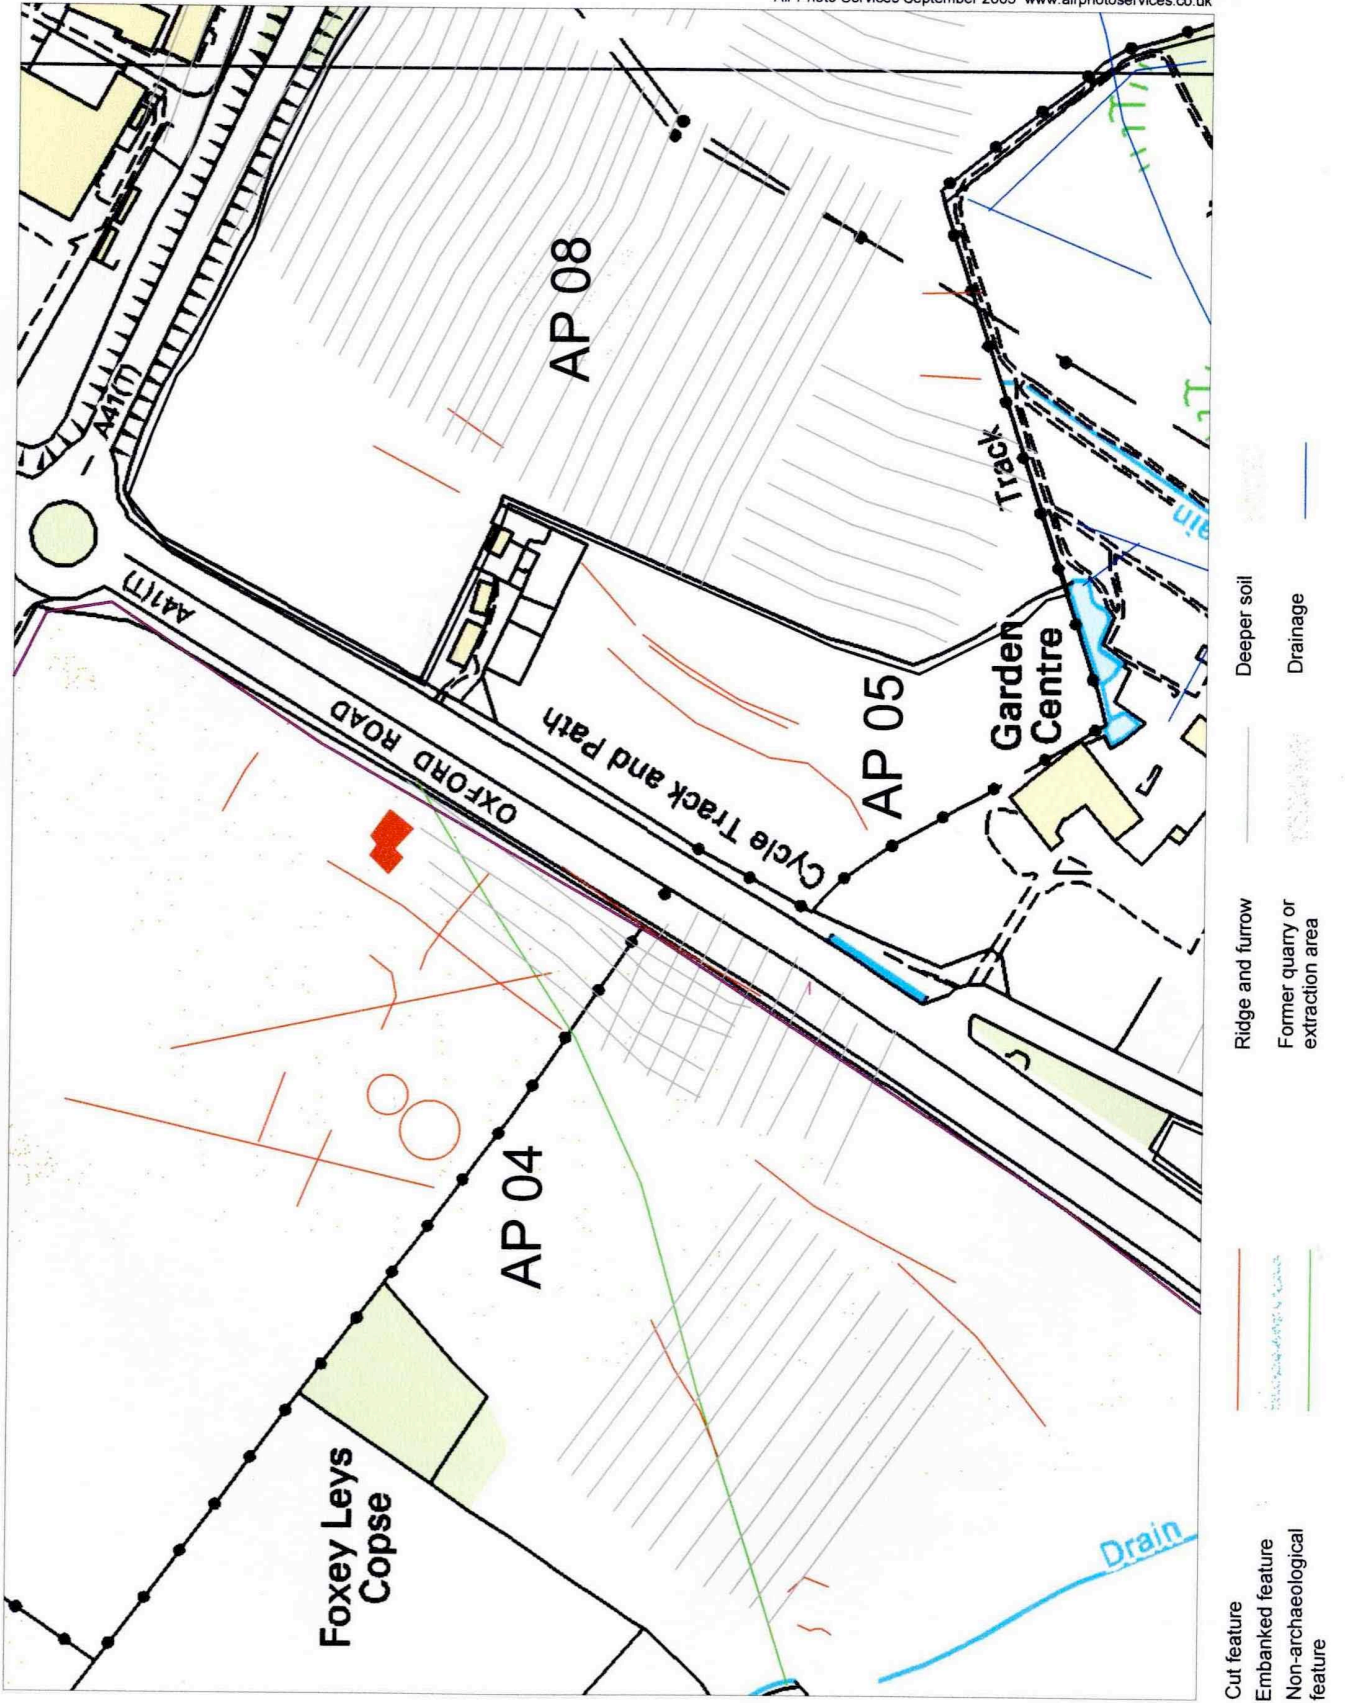 Air Photo Services September 2005 www.airphotoservices.co.uk
A41(T)
A41(T)
OXFORD ROAD
Cycle Track and Path
AP 08
AP 05
AP 04
Track
Garden
Centre
Foxey Leys
Copse
Drain
Cut feature
Embanked feature
Non-archaeological
feature
Ridge and furrow
Former quarry or
extraction area
Deeper soil
Drainage